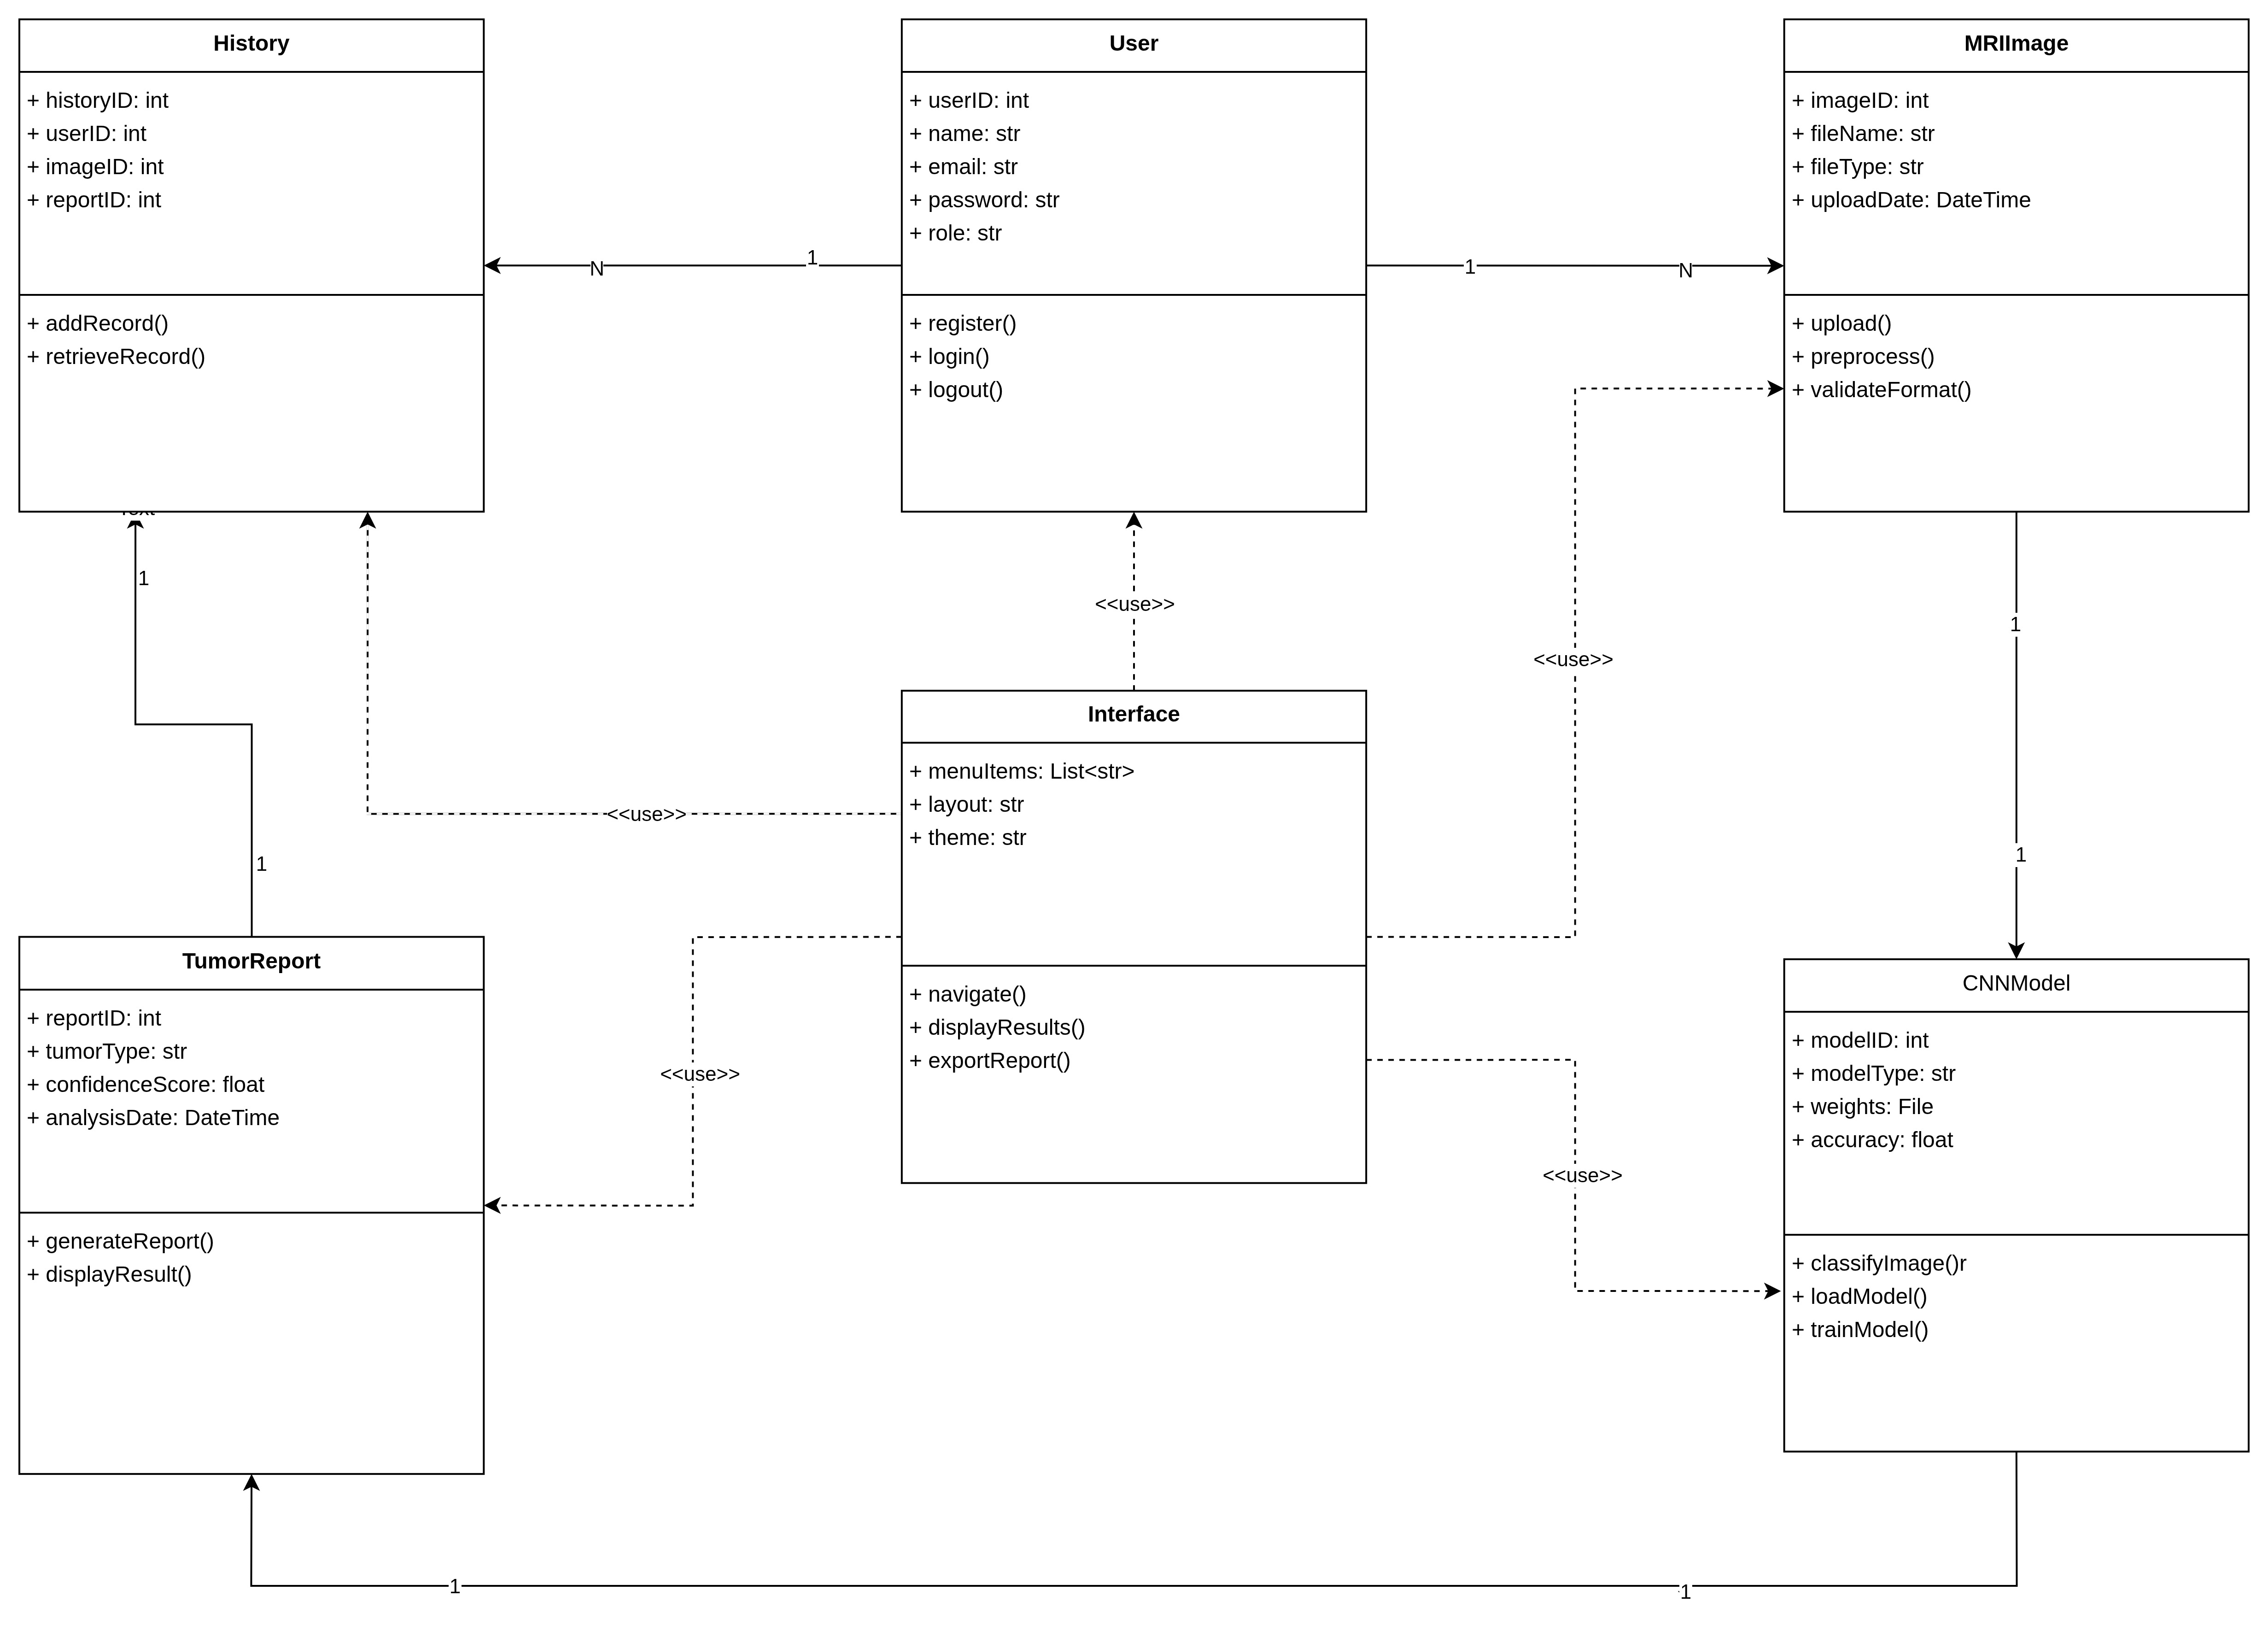 History
+ historyID: int
+ userID: int
+ imageID: int
+ reportID: int
+ addRecord()
+ retrieveRecord()
User
+ userID: int
+ name: str
+ email: str
+ password: str
+ role: str
+ register()
+ login()
+ logout()
MRIImage
+ imageID: int
+ fileName: str
+ fileType: str
+ uploadDate: DateTime
+ upload()
+ preprocess()
+ validateFormat()
N
1
1
N
1
1
<<use>>
<<use>>
<<use>>
<<use>>
<<use>>
1
1
Interface
+ menuItems: List<str>
+ layout: str
+ theme: str
+ navigate()
+ displayResults()
+ exportReport()
TumorReport
+ reportID: int
+ tumorType: str
+ confidenceScore: float
+ analysisDate: DateTime
+ generateReport()
+ displayResult()
CNNModel
+ modelID: int
+ modelType: str
+ weights: File
+ accuracy: float
+ classifyImage()r
+ loadModel()
+ trainModel()
1
1